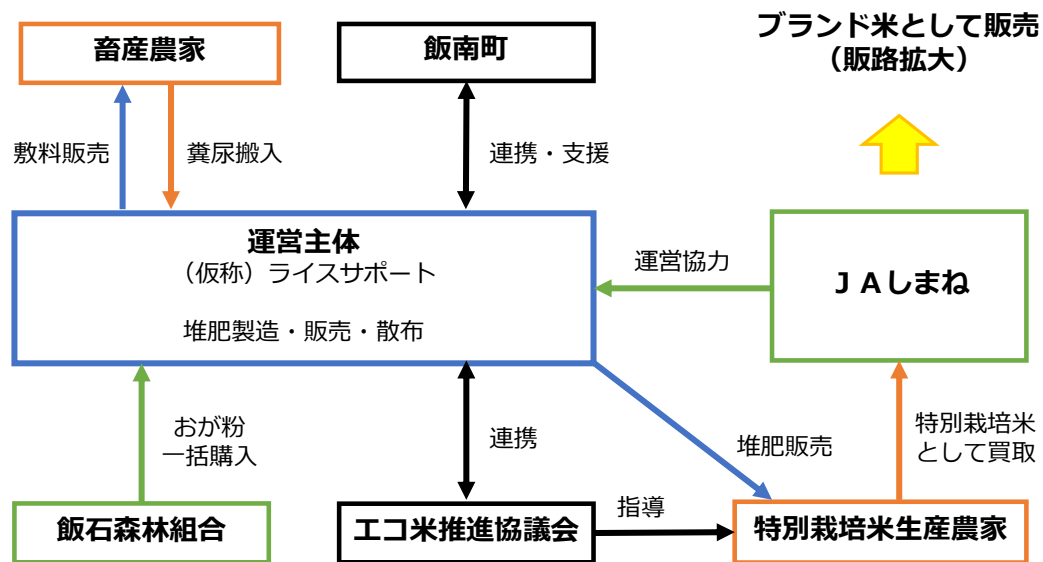 畜産農家
飯南町
ブランド米として販売
（販路拡大）
敷料販売
糞尿搬入
連携・支援
運営主体
（仮称）ライスサポート
堆肥製造・販売・散布
運営協力
ＪＡしまね
おが粉
一括購入
連携
堆肥販売
特別栽培米
として買取
飯石森林組合
エコ米推進協議会
指導
特別栽培米生産農家